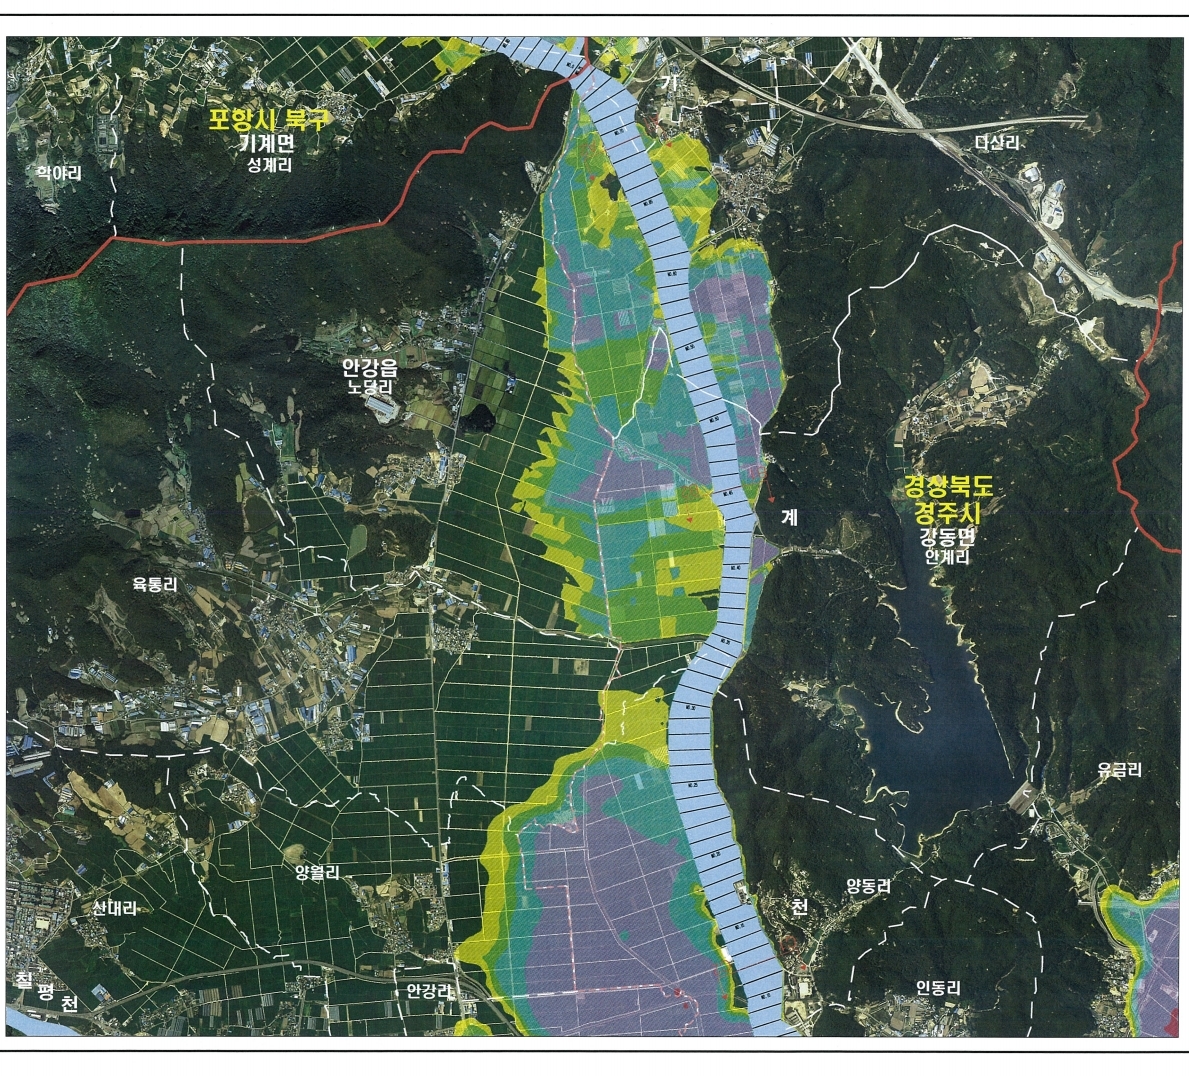 기
포항시 북구
기계면
성계리
학야리
다산리
안강읍
노당리
경상북도
경주시
강동면
안계리
계
육통리
유금리
양월리
양동리
산대리
천
칠
평
천
안강리
인동리